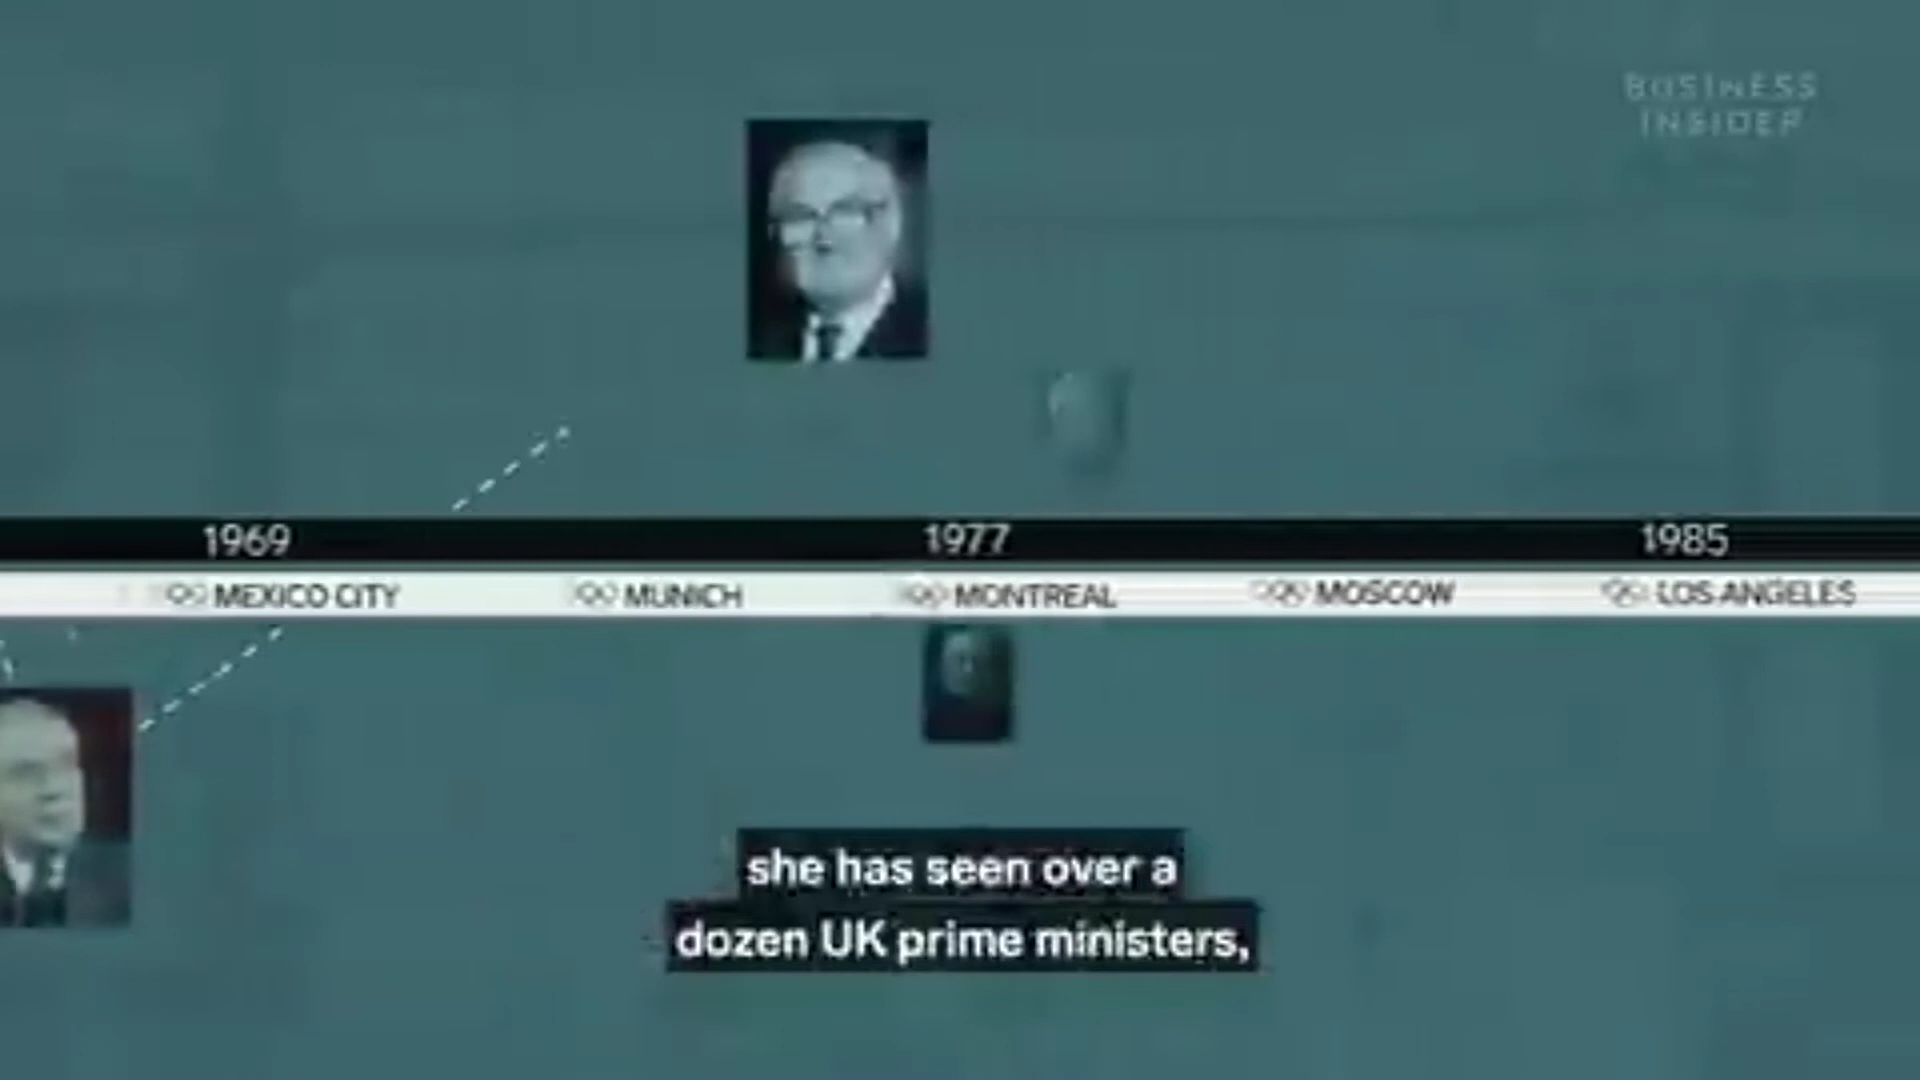 BUSINESS
INSIDER
1969 1977 1985
MEXICO CITY MUNICH MONTREAL MOSCOW LOS ANGELES
she has seen over a
dozen UK prime ministers,